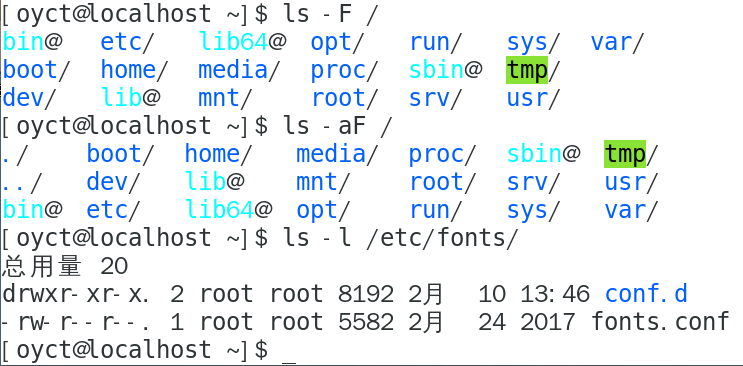 [oyct@localhost ~]$ ls -F /
bin@   etc/   lib64@  opt/    run/   sys/  var/
boot/  home/  media/  proc/   sbin@  tmp/
dev/   lib@   mnt/    root/   srv/   usr/
[oyct@localhost ~]$ ls -aF /
./    boot/  home/   media/  proc/  sbin@  tmp/
../   dev/   lib@    mnt/    root/  srv/   usr/
bin@  etc/   lib64@  opt/    run/   sys/   var/
[oyct@localhost ~]$ ls -l /etc/fonts/
总用量 20
drwxr-xr-x. 2 root root 8192 2月  10 13:46 conf.d
-rw-r--r--. 1 root root 5582 2月  24 2017 fonts.conf
[oyct@localhost ~]$ _